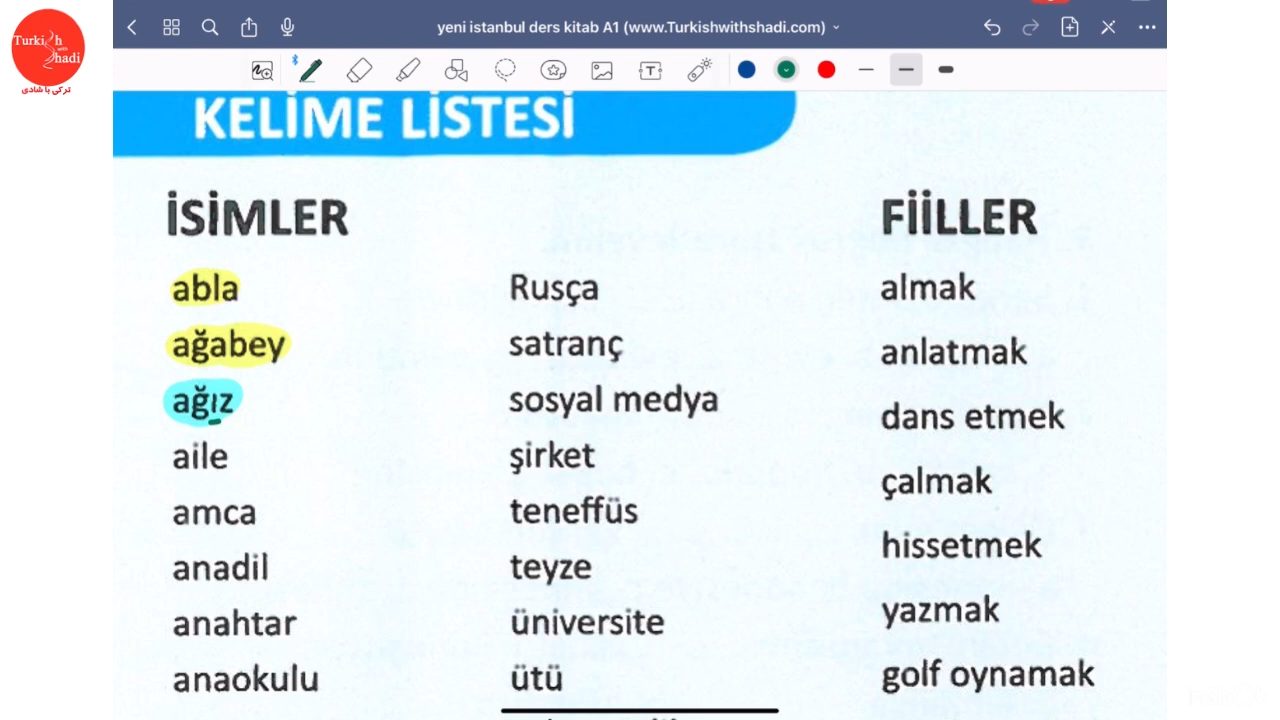 Turkish
with
Shadi
ترکی با شادی
yeni istanbul ders kitab A1 (www.Turkishwithshadi.com)
KELİME LİSTESİ
İSİMLER
abla
ağabey
ağız
aile
amca
anadil
anahtar
anaokulu
Rusça
satranç
sosyal medya
şirket
teneffüs
teyze
üniversite
ütü
FİİLLER
almak
anlatmak
dans etmek
çalmak
hissetmek
yazmak
golf oynamak